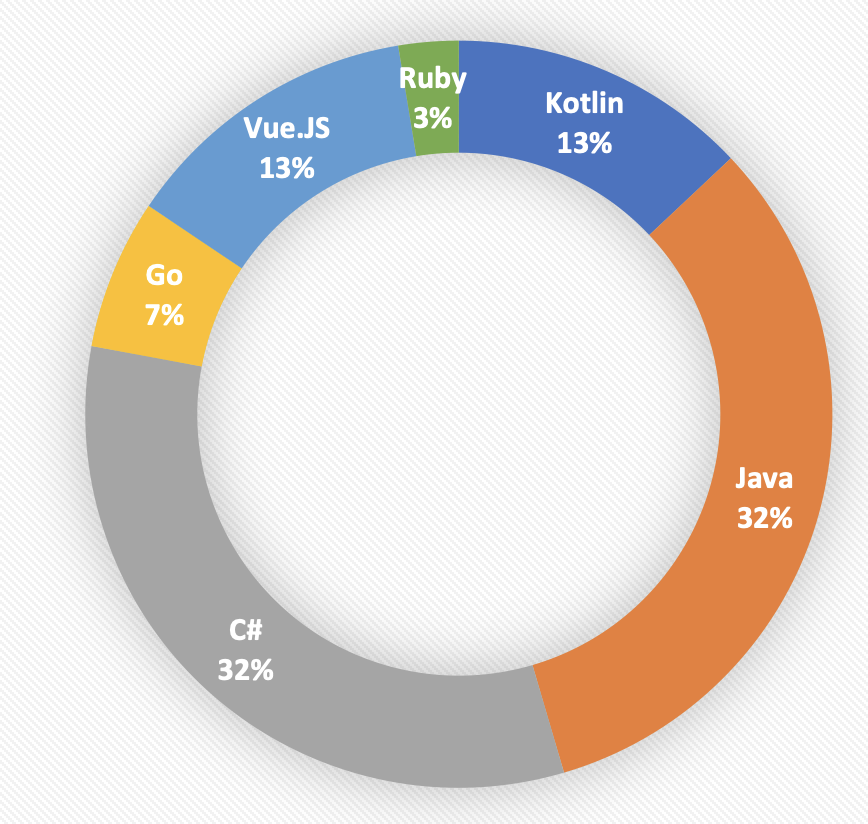 Ruby
3%
Kotlin
13%
Vue.JS
13%
Go
7%
Java
32%
C#
32%